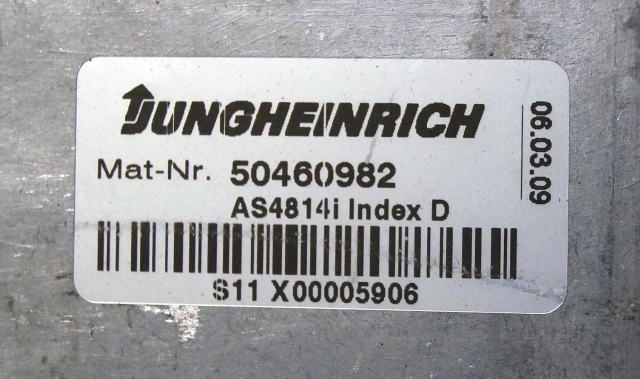 JUNGHEINRICH
Mat-Nr. 50460982
AS4814i Index D
S11 X00005906
06.03.09